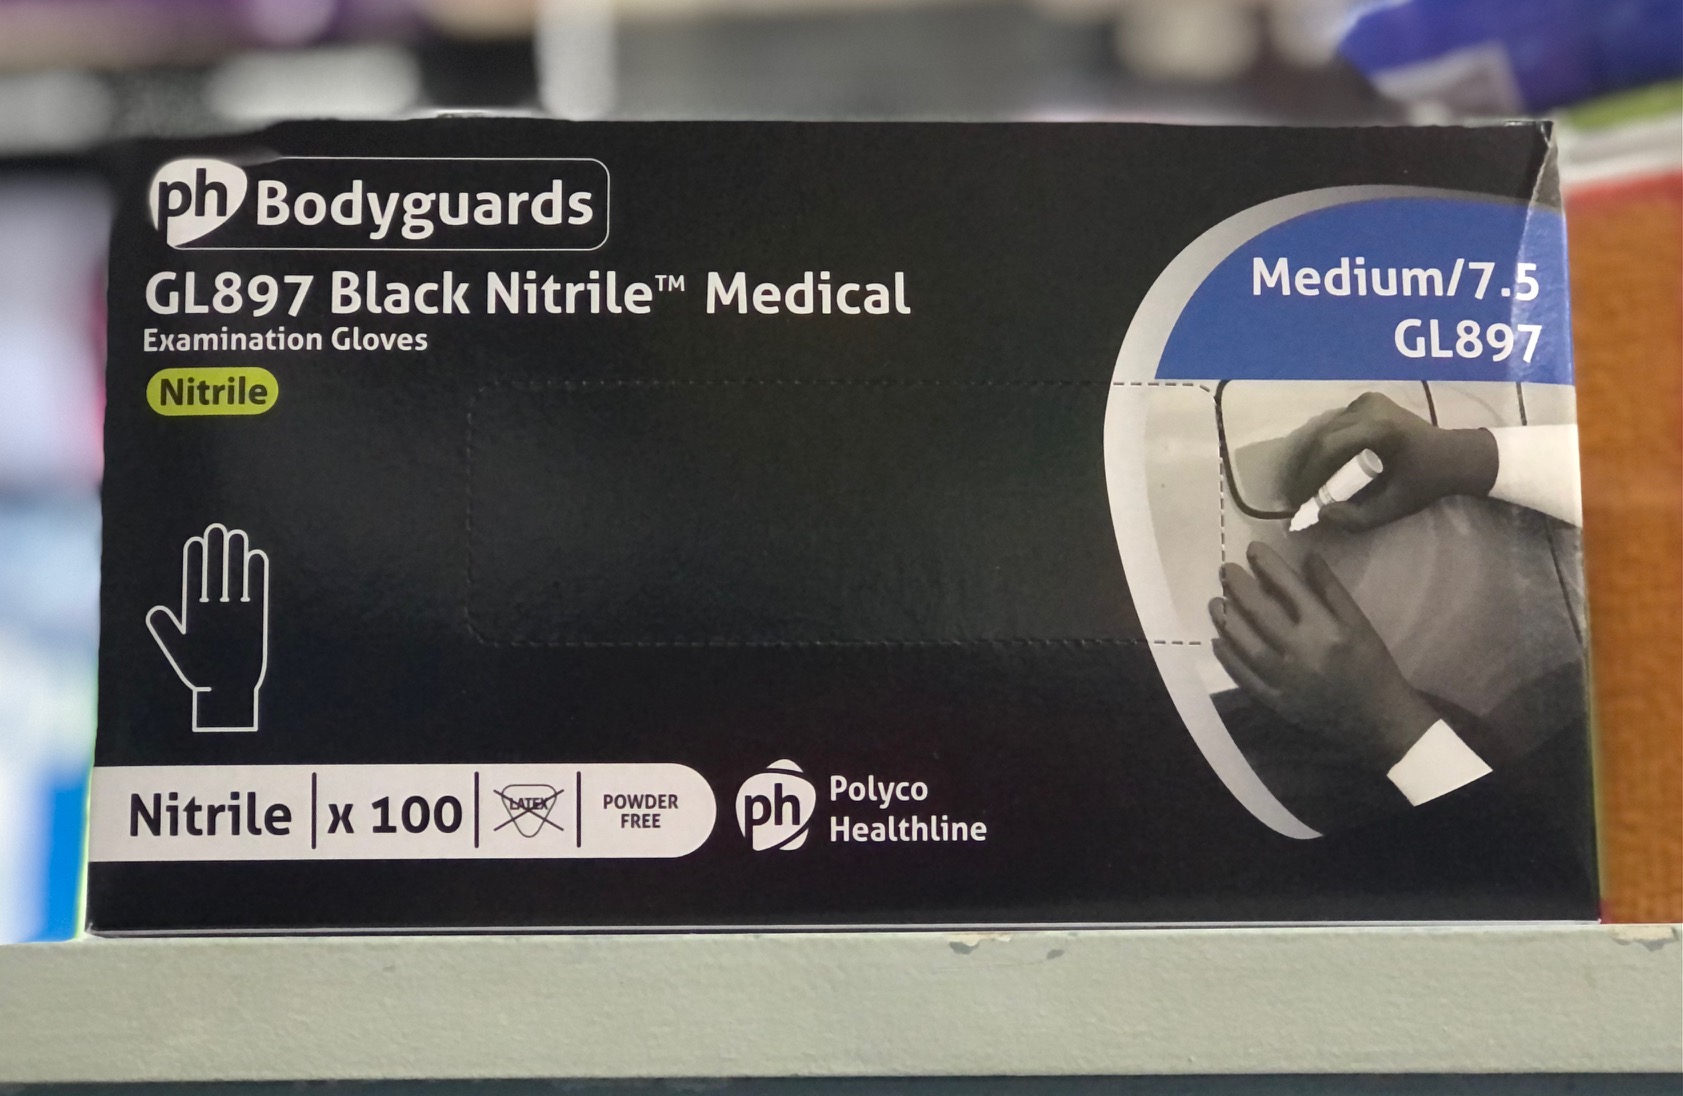 ph Bodyguards
GL897 Black Nitrile™ Medical
Examination Gloves
Nitrile
Medium/7.5
GL897
Nitrile x 100 LATEX POWDER
FREE
ph Polyco
Healthline